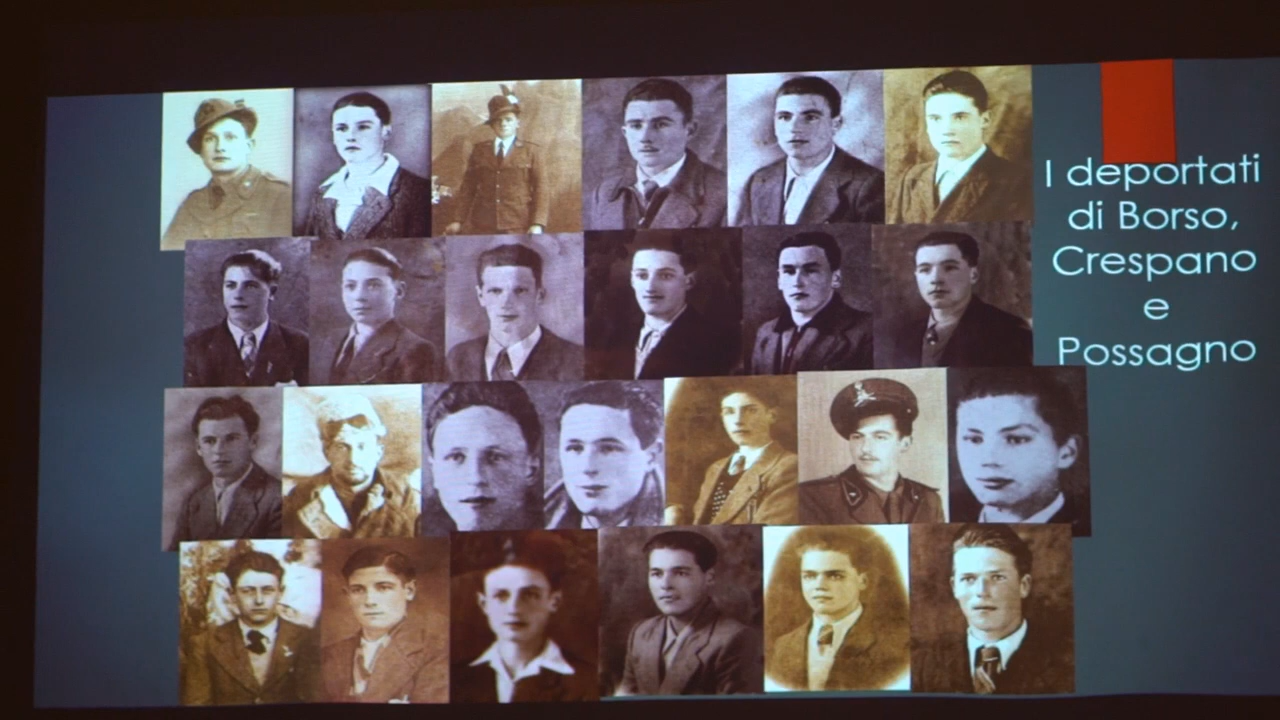 I deportati
di Borso,
Crespano
e
Possagno